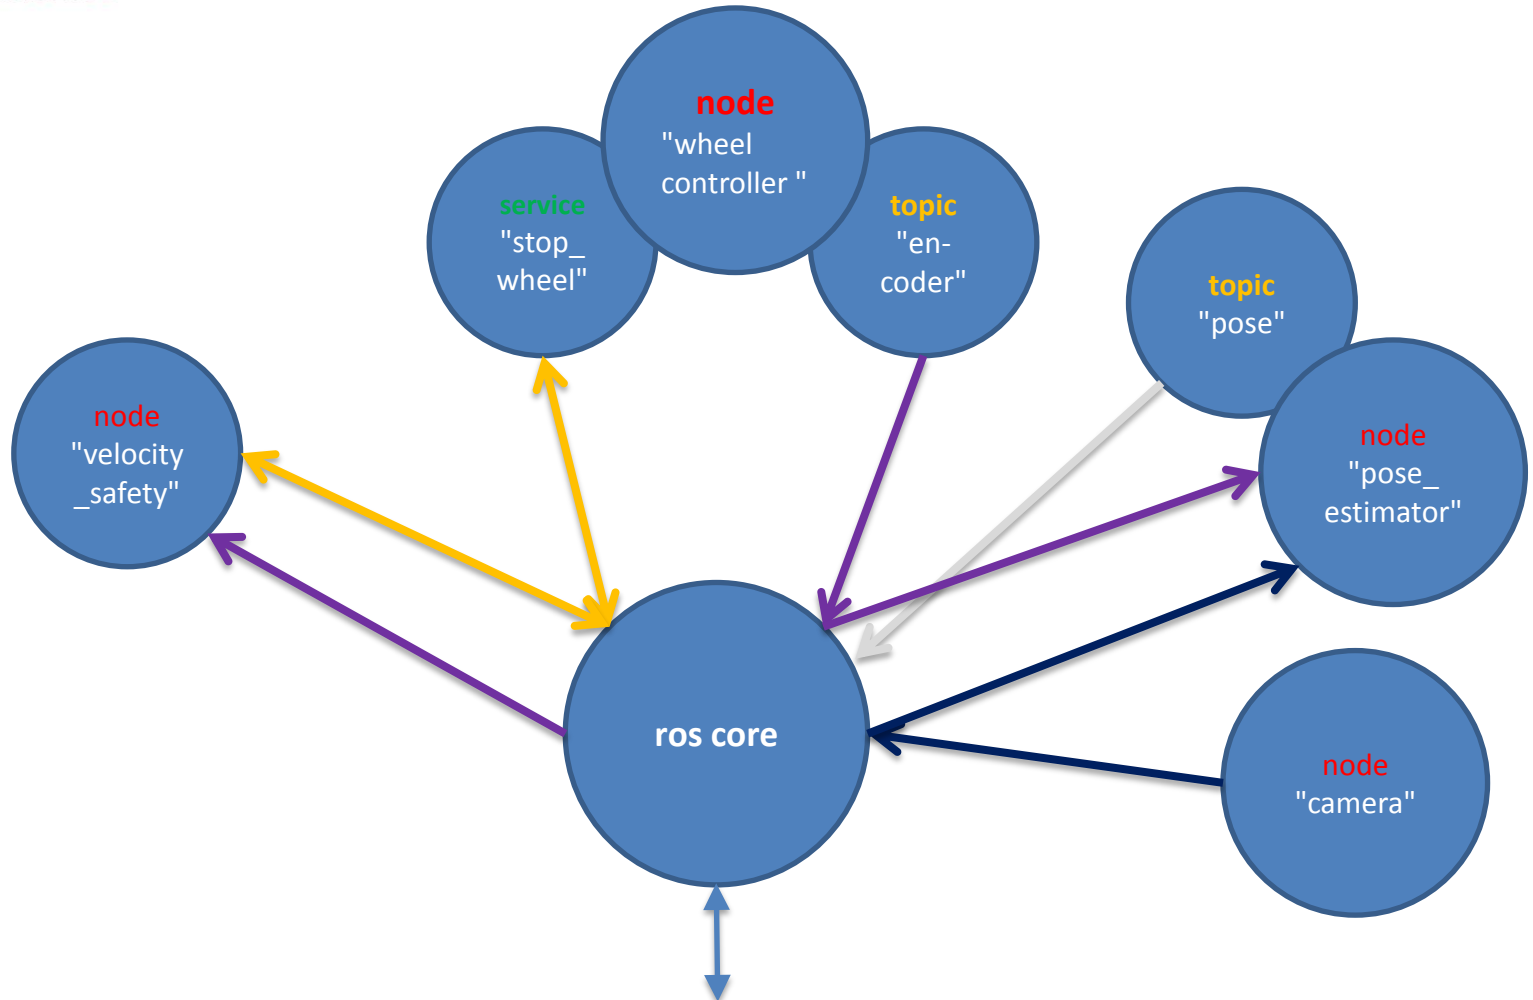 node
"wheel
controller "
service
"stop_
wheel"
topic
"en-
coder"
topic
"pose"
node
"velocity
_safety"
node
"pose_
estimator"
ros core
node
"camera"